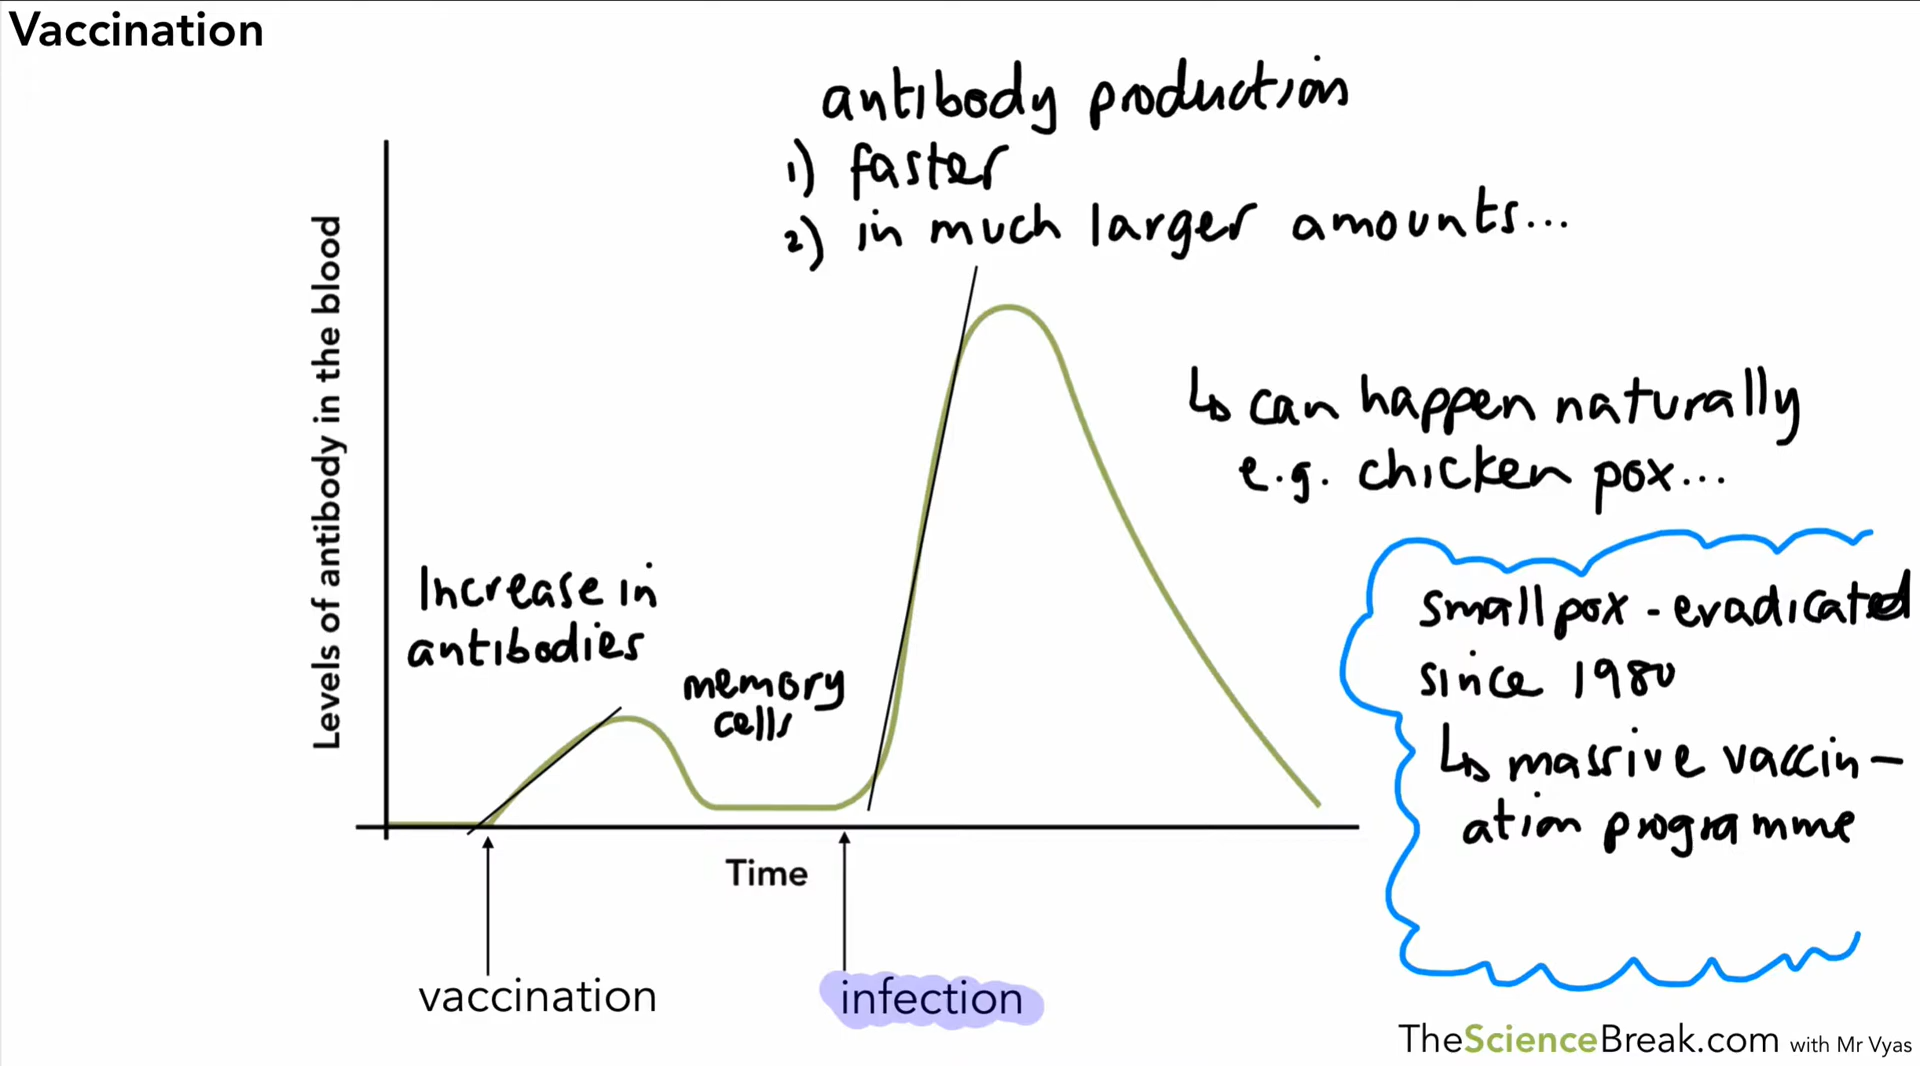 Vaccination
antibody production
1) faster
2) in much larger amounts...
Levels of antibody in the blood
↳ can happen naturally
e.g. chicken pox...
Increase in
antibodies
memory
cells
small pox - eradicated
since 1980
↳ massive vaccin-
ation programme
Time
vaccination
infection
TheScienceBreak.com with Mr Vyas